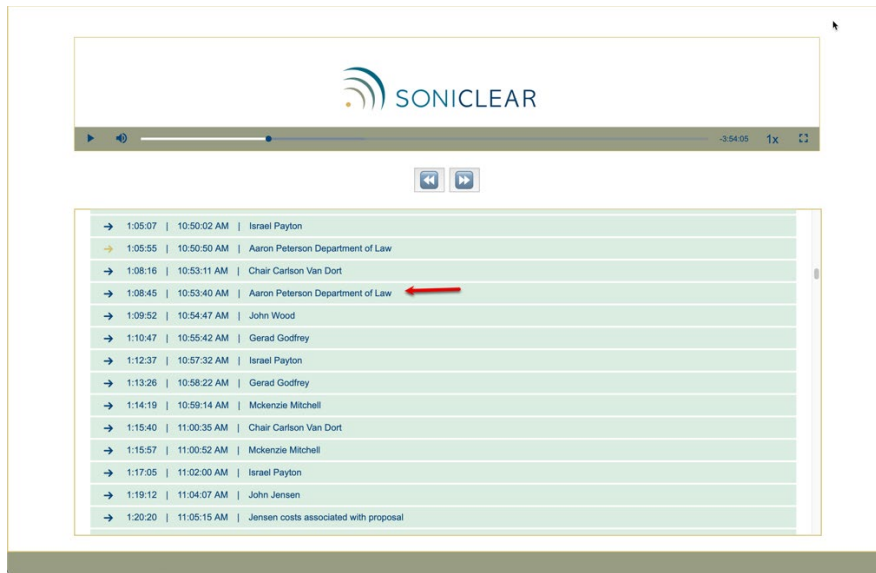 SONICLEAR
-3:54:05 1x
1:05:07 | 10:50:02 AM | Israel Payton
1:05:55 | 10:50:50 AM | Aaron Peterson Department of Law
1:08:16 | 10:53:11 AM | Chair Carlson Van Dort
1:08:45 | 10:53:40 AM | Aaron Peterson Department of Law
1:09:52 | 10:54:47 AM | John Wood
1:10:47 | 10:55:42 AM | Gerad Godfrey
1:12:37 | 10:57:32 AM | Israel Payton
1:13:26 | 10:58:22 AM | Gerad Godfrey
1:14:19 | 10:59:14 AM | Mckenzie Mitchell
1:15:40 | 11:00:35 AM | Chair Carlson Van Dort
1:15:57 | 11:00:52 AM | Mckenzie Mitchell
1:17:05 | 11:02:00 AM | Israel Payton
1:19:12 | 11:04:07 AM | John Jensen
1:20:20 | 11:05:15 AM | Jensen costs associated with proposal